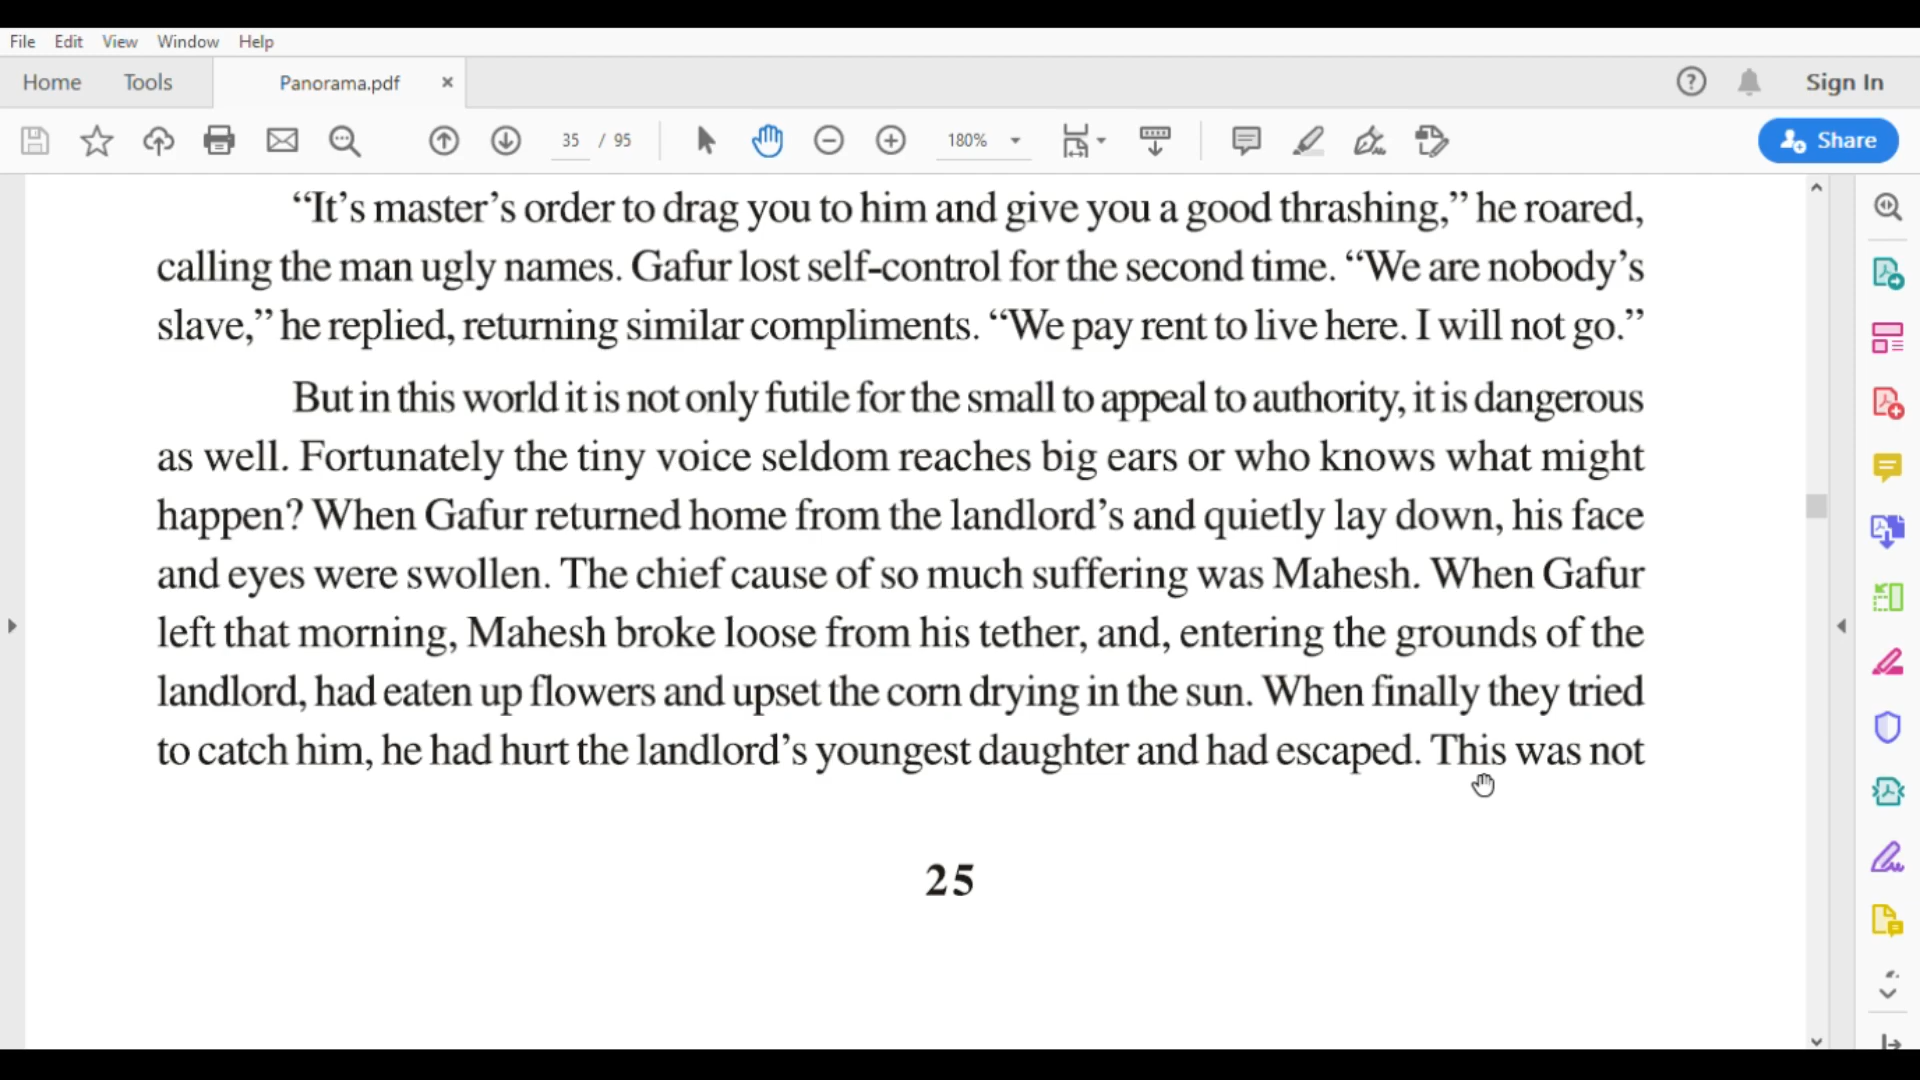 File Edit View Window Help
Home Tools Panorama.pdf × Sign In
35 / 95 180% Share
“It’s master’s order to drag you to him and give you a good thrashing,” he roared,
calling the man ugly names. Gafur lost self-control for the second time. “We are nobody’s
slave,” he replied, returning similar compliments. “We pay rent to live here. I will not go.”
But in this world it is not only futile for the small to appeal to authority, it is dangerous
as well. Fortunately the tiny voice seldom reaches big ears or who knows what might
happen? When Gafur returned home from the landlord’s and quietly lay down, his face
and eyes were swollen. The chief cause of so much suffering was Mahesh. When Gafur
left that morning, Mahesh broke loose from his tether, and, entering the grounds of the
landlord, had eaten up flowers and upset the corn drying in the sun. When finally they tried
to catch him, he had hurt the landlord’s youngest daughter and had escaped. This was not
25